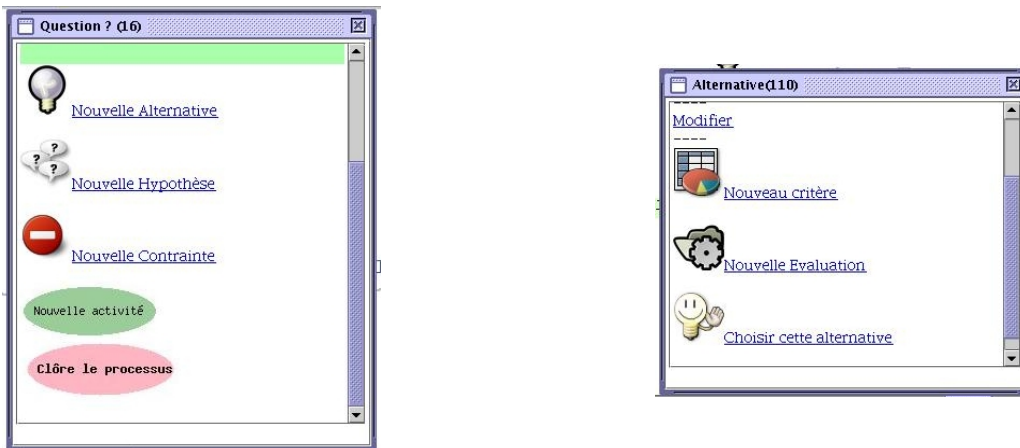 Question ? (16)
Nouvelle Alternative
Nouvelle Hypothèse
Nouvelle Contrainte
Nouvelle activité
Clôre le processus
Alternative(110)
----
Modifier
----
Nouveau critère
Nouvelle Evaluation
Choisir cette alternative